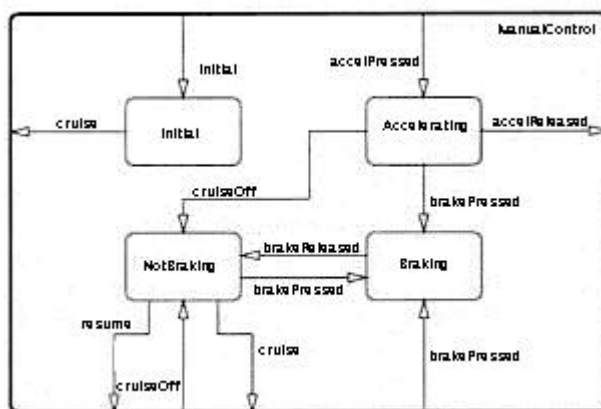 ManualControl
Initial
accelPressed
cruise
Initial
Accelerating
accelReleased
cruiseOff
brakePressed
brakeReleased
NotBraking
Braking
brakePressed
resume
cruise
brakePressed
cruiseOff